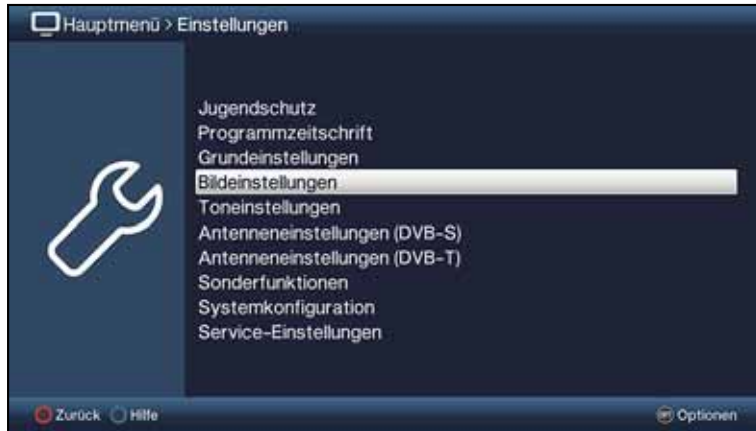 Hauptmenü > Einstellungen
Jugendschutz
Programmzeitschrift
Grundeinstellungen
Bildeinstellungen
Toneinstellungen
Antenneneinstellungen (DVB-S)
Antenneneinstellungen (DVB-T)
Sonderfunktionen
Systemkonfiguration
Service-Einstellungen
Zurück Hilfe Optionen